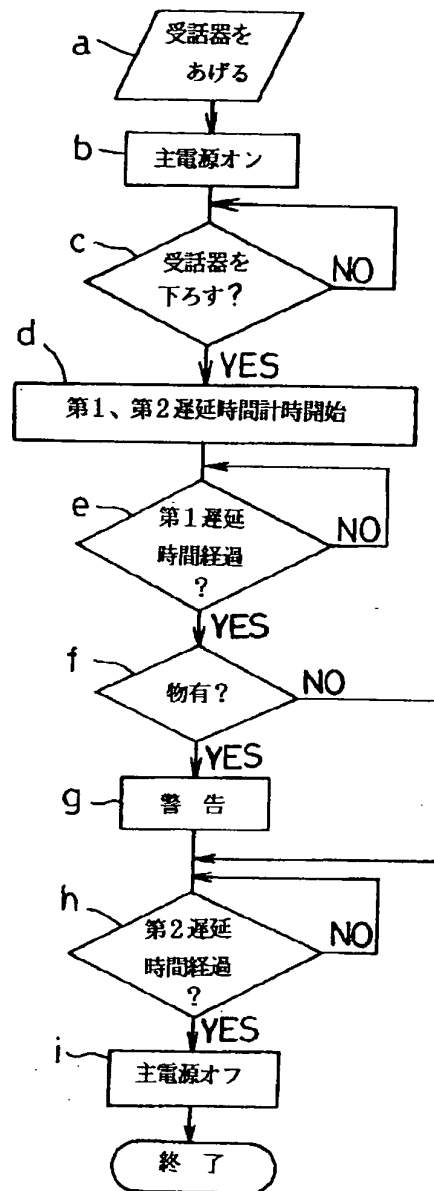 a
受話器を
あげる
b
主電源オン
c
受話器を
下ろす?
NO
YES
d
第1、第2遅延時間計時開始
e
第1遅延
時間経過
?
NO
YES
f
物有?
NO
YES
g
警 告
h
第2遅延
時間経過
?
NO
YES
i
主電源オフ
終 了